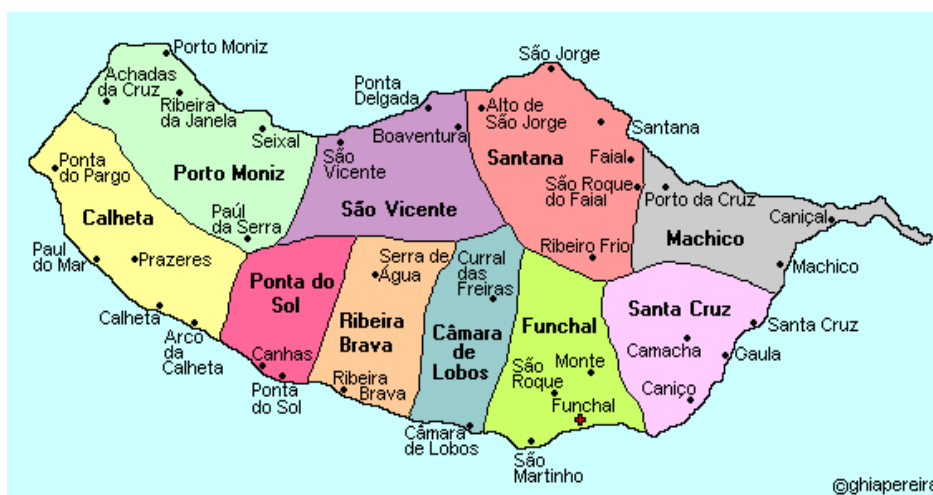 Porto Moniz
Achadas
da Cruz
Ribeira
da Janela
Seixal
Porto Moniz
Paúl
da Serra
Ponta
do Pargo
Calheta
Paul
do Mar
Prazeres
Calheta
Arco
da
Calheta
Ponta
Delgada
Boaventura
São
Vicente
São Vicente
São Jorge
Alto de
São Jorge
Santana
Santana
Faial
São Roque
do Faial
Ribeiro Frio
Porto da Cruz
Caniçal
Machico
Machico
Ponta do
Sol
Canhas
Ponta
do Sol
Serra de
Água
Ribeira
Brava
Ribeira
Brava
Curral
das
Freiras
Câmara
de
Lobos
Câmara
de Lobos
Funchal
Monte
São
Roque
Funchal
São
Martinho
Santa Cruz
Santa Cruz
Camacha
Gaula
Caniço
©ghiapereira